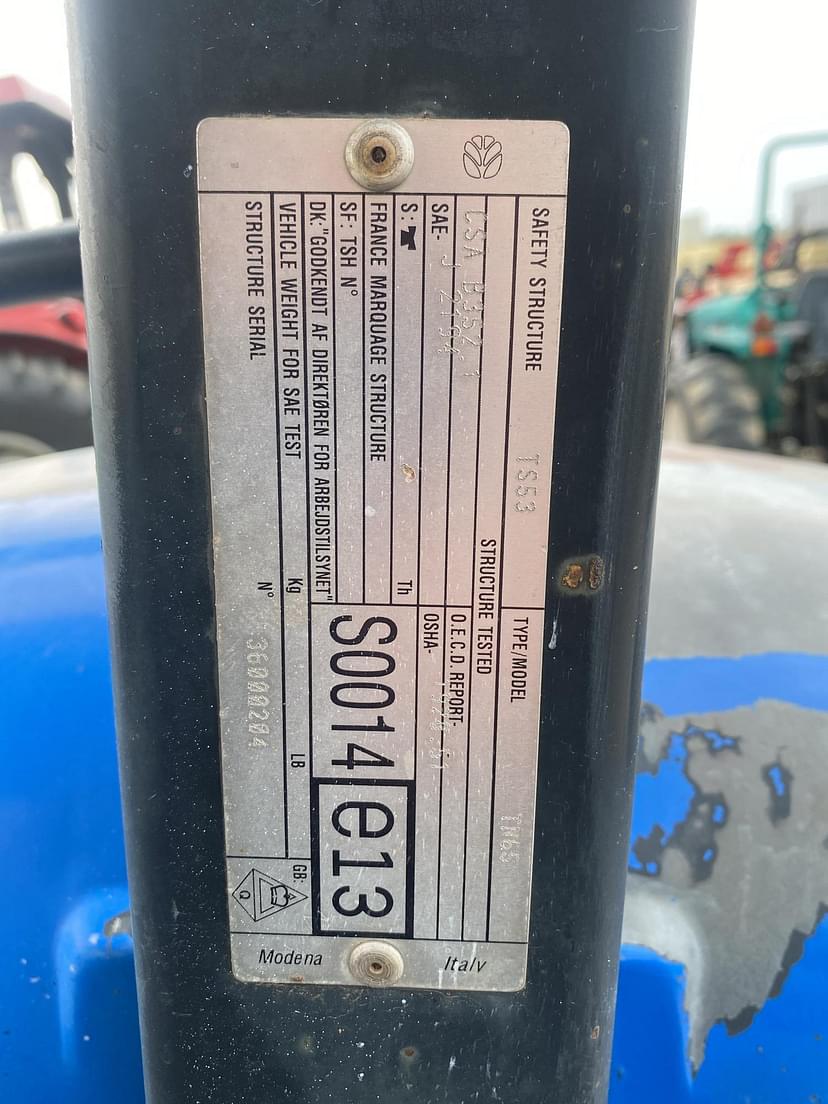 SAFETY STRUCTURE TS53 TYPE/MODEL TN65
STRUCTURE TESTED
CSA B352.1 O.E.C.D. REPORT-
SAE- J 2194 OSHA- 1928.51
S: Th
FRANCE MARQUAGE STRUCTURE
SF: TSH N°
DK:"GODKENDT AF DIREKTØREN FOR ARBEJDSTILSYNET"
S0014 e13
VEHICLE WEIGHT FOR SAE TEST Kg LB
GB:
Q
STRUCTURE SERIAL N° 36000204
Modena Italy